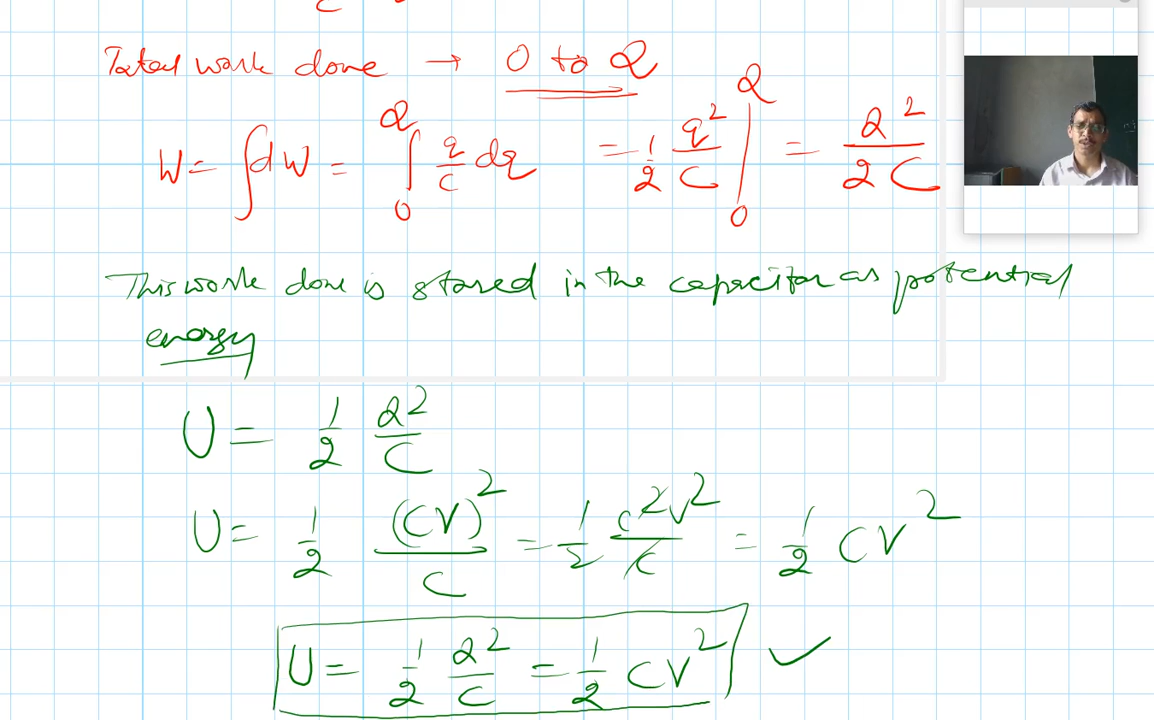 Total work done → 0 to Q
W = ∫dW = ∫₀^Q q/C dq = 1/2 q²/C |₀^Q = Q²/2C
This work done is stored in the capacitor as potential
energy
U = 1/2 Q²/C
U = 1/2 (CV)²/C = 1/2 C²V²/C = 1/2 CV²
U = 1/2 Q²/C = 1/2 CV² ✓